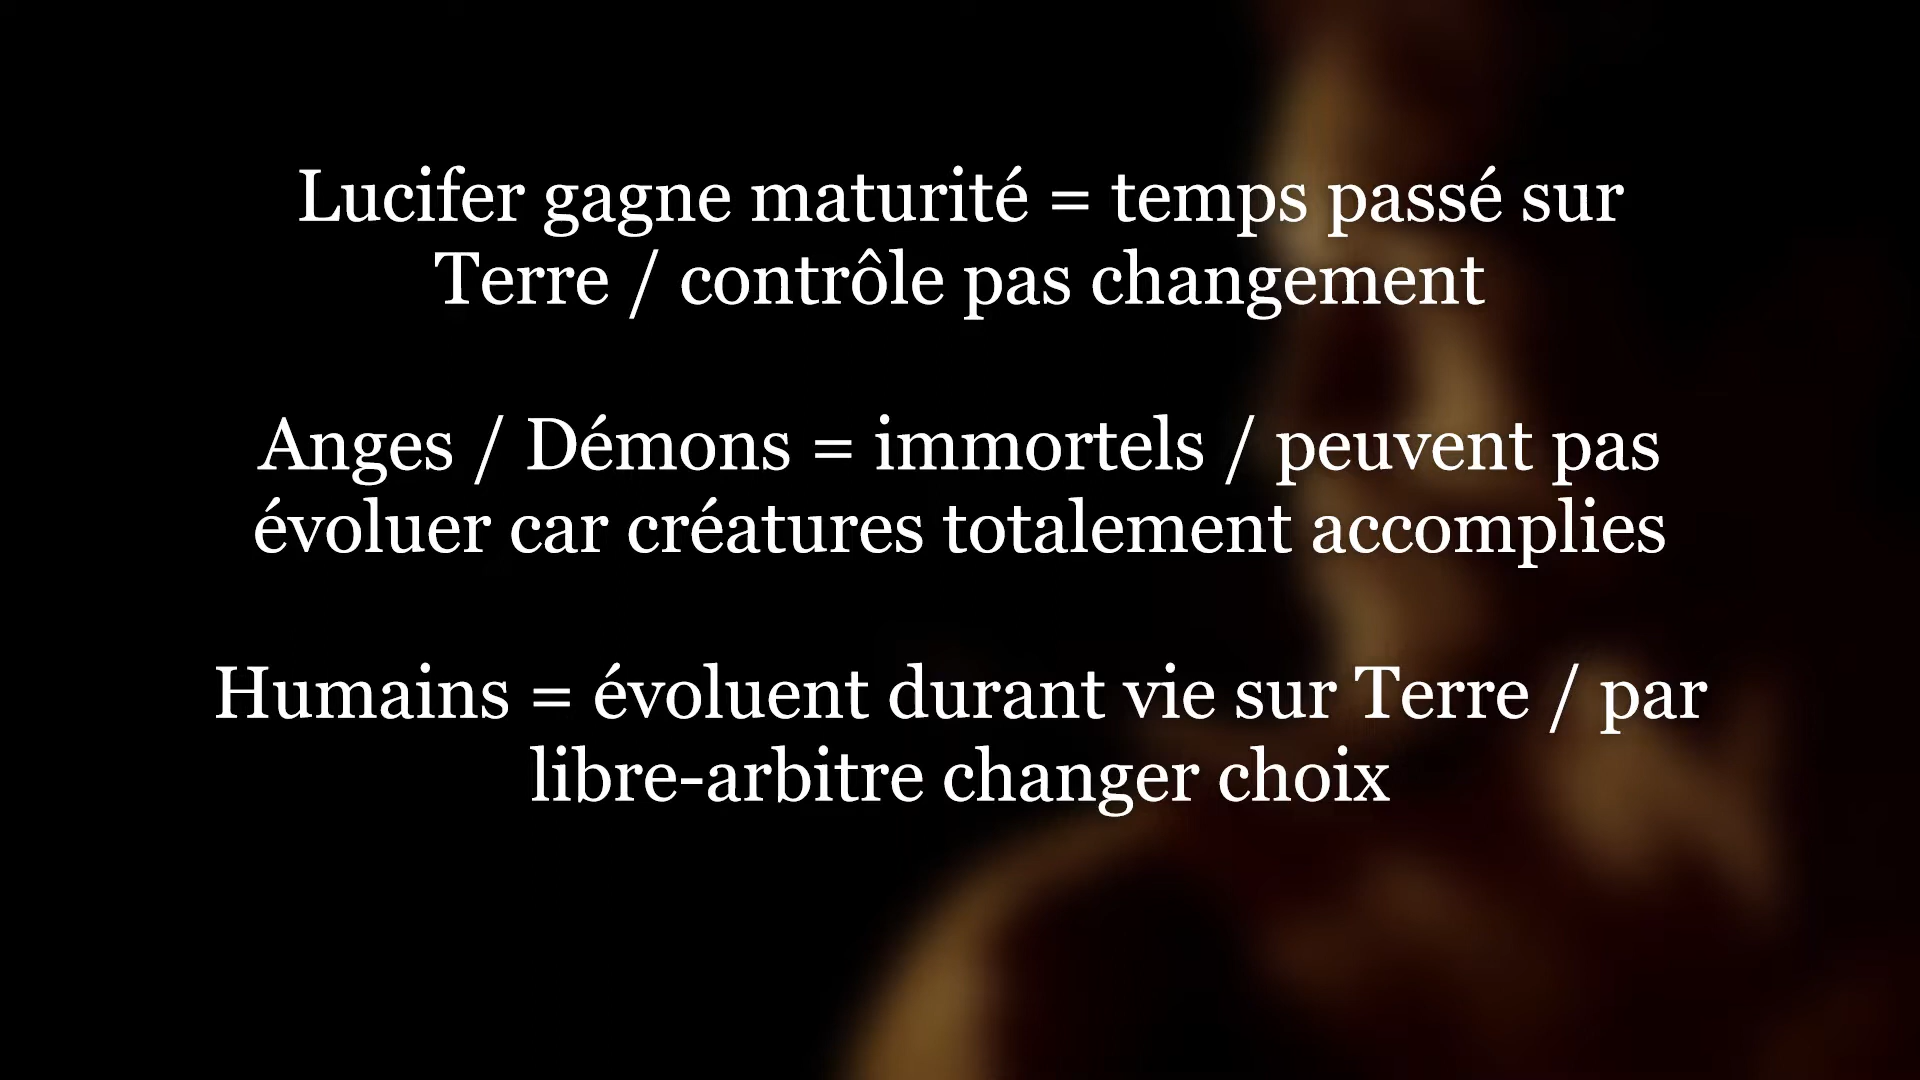 Lucifer gagne maturité = temps passé sur
Terre / contrôle pas changement
Anges / Démons = immortels / peuvent pas
évoluer car créatures totalement accomplies
Humains = évoluent durant vie sur Terre / par
libre-arbitre changer choix